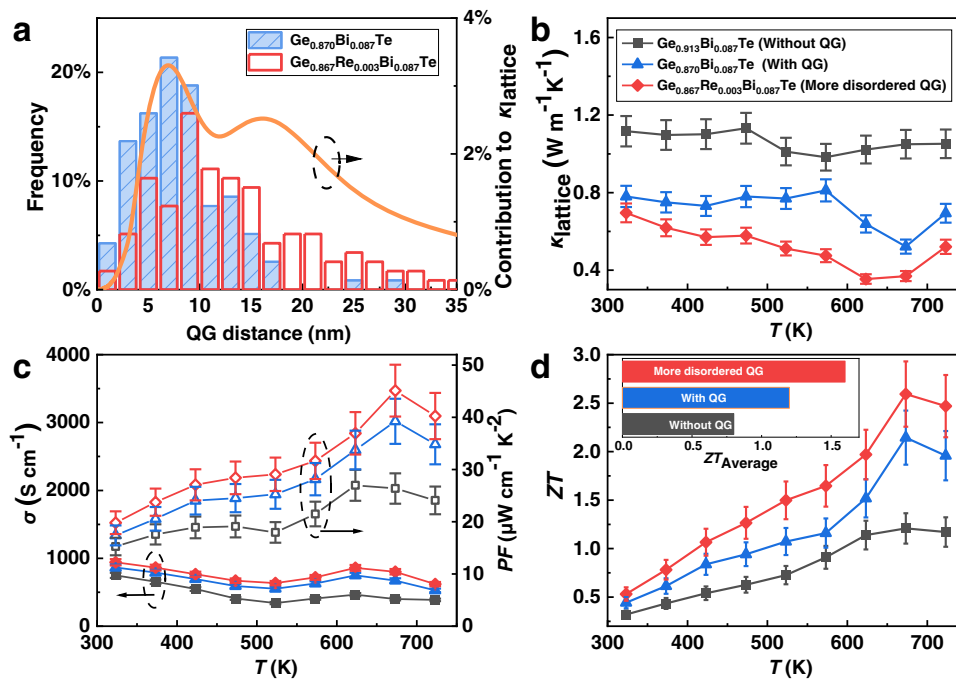 a
Ge0.870Bi0.087Te
Ge0.867Re0.003Bi0.087Te
Frequency
20%
10%
0%
0 5 10 15 20 25 30 35
QG distance (nm)
4%
2%
0%
Contribution to κlattice
b
Ge0.913Bi0.087Te (Without QG)
Ge0.870Bi0.087Te (With QG)
Ge0.867Re0.003Bi0.087Te (More disordered QG)
κlattice (W m−1K−1)
1.6
1.2
0.8
0.4
300 400 500 600 700
T (K)
c
σ (s cm−1)
4000
3000
2000
1000
0
300 400 500 600 700
T (K)
50
40
30
20
10
0
PF (μW cm−1 K−2)
d
More disordered QG
With QG
Without QG
0.0 0.5 1.0 1.5
ZTAverage
ZT
3.0
2.5
2.0
1.5
1.0
0.5
300 400 500 600 700
T (K)